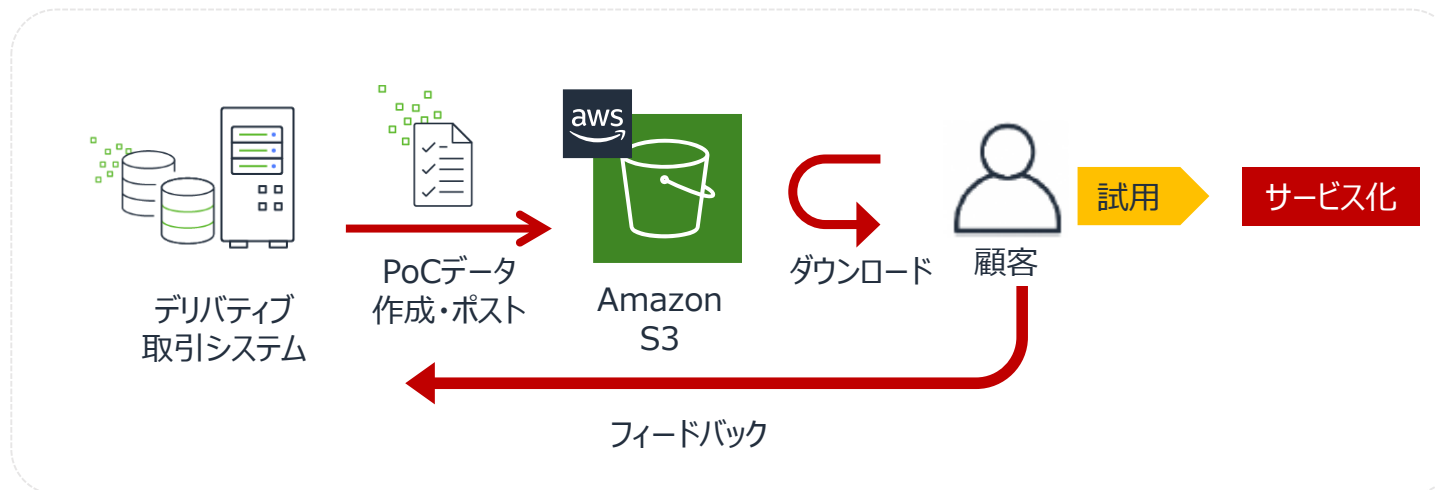 デリバティブ
取引システム
PoCデータ
作成・ポスト
aws
Amazon
S3
ダウンロード
顧客
試用
サービス化
フィードバック